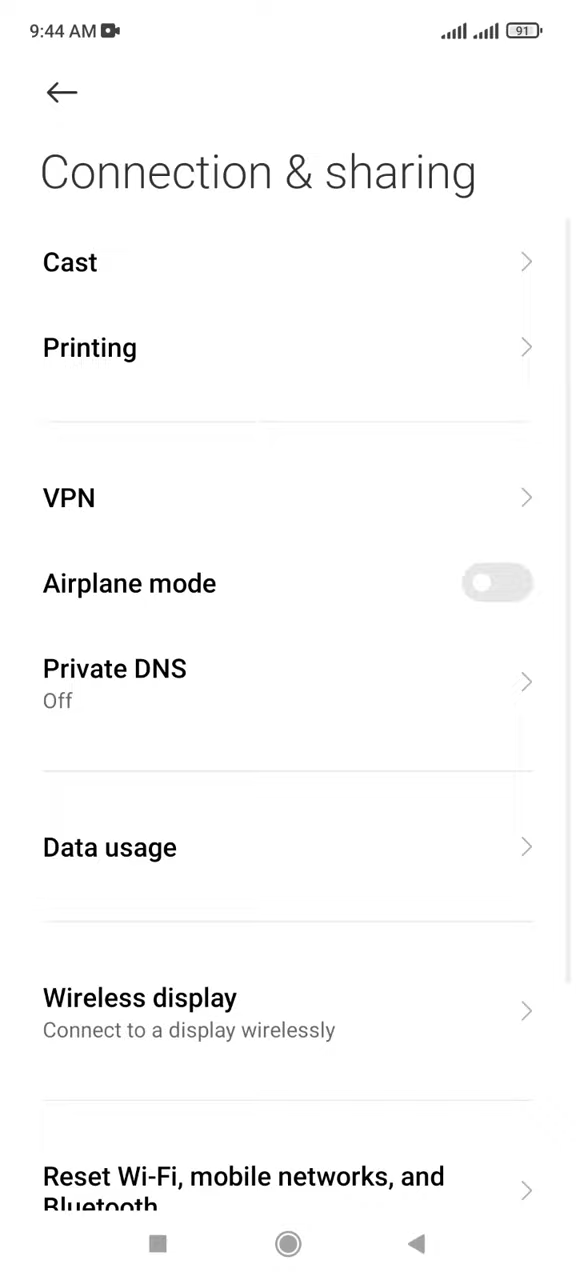 9:44 AM
91
Connection & sharing
Cast
Printing
VPN
Airplane mode
Private DNS
Off
Data usage
Wireless display
Connect to a display wirelessly
Reset Wi-Fi, mobile networks, and
Bluetooth